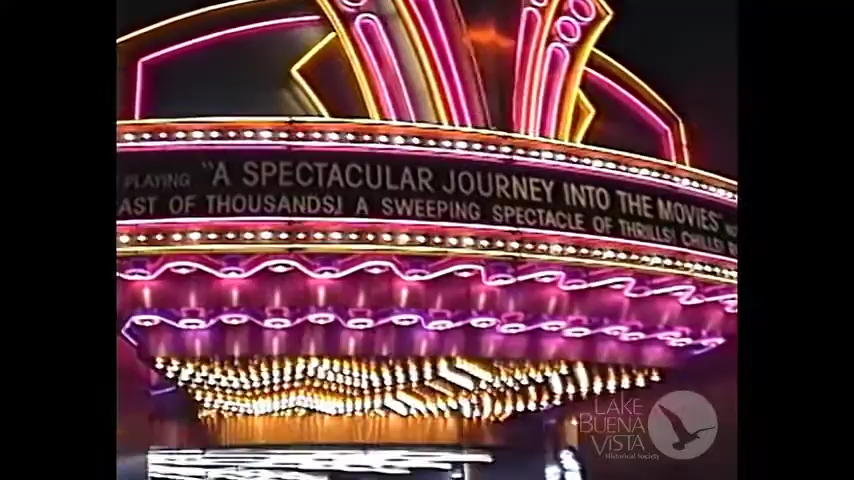 PLAYING "A SPECTACULAR JOURNEY INTO THE MOVIES"
AST OF THOUSANDS! A SWEEPING SPECTACLE OF THRILLS! CHILLS!
LAKE
BUENA
VISTA
Historical Society